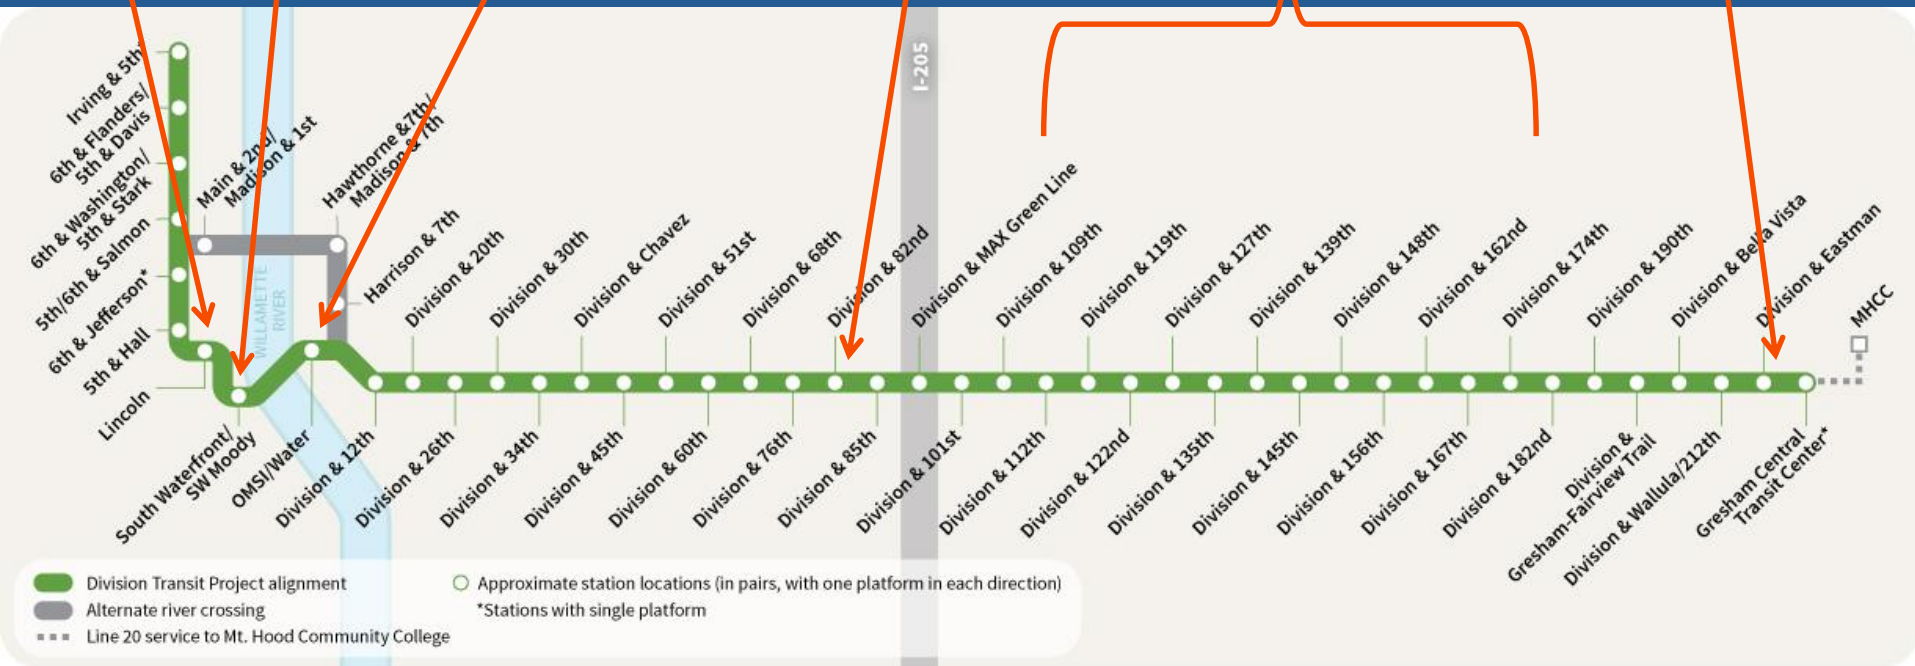 I-205
Irving & 5th*
6th & Flanders/
5th & Davis
6th & Washington/
5th & Stark
5th/6th & Salmon
6th & Jefferson*
5th & Hall
Lincoln
Main & 2nd/
Madison & 1st
Hawthorne &7th/
Madison & 7th
WILLAMETTE
RIVER
Harrison & 7th
Division & 20th
Division & 30th
Division & Chavez
Division & 51st
Division & 68th
Division & 82nd
Division & MAX Green Line
Division & 109th
Division & 119th
Division & 127th
Division & 139th
Division & 148th
Division & 162nd
Division & 174th
Division & 190th
Division & Bella Vista
Division & Eastman
MHCC
South Waterfront/
SW Moody
OMSI/Water
Division & 12th
Division & 26th
Division & 34th
Division & 45th
Division & 60th
Division & 76th
Division & 85th
Division & 101st
Division & 112th
Division & 122nd
Division & 135th
Division & 145th
Division & 156th
Division & 167th
Division & 182nd
Division &
Gresham-Fairview Trail
Division & Wallula/212th
Gresham Central
Transit Center*
Division Transit Project alignment
Alternate river crossing
Line 20 service to Mt. Hood Community College
Approximate station locations (in pairs, with one platform in each direction)
*Stations with single platform